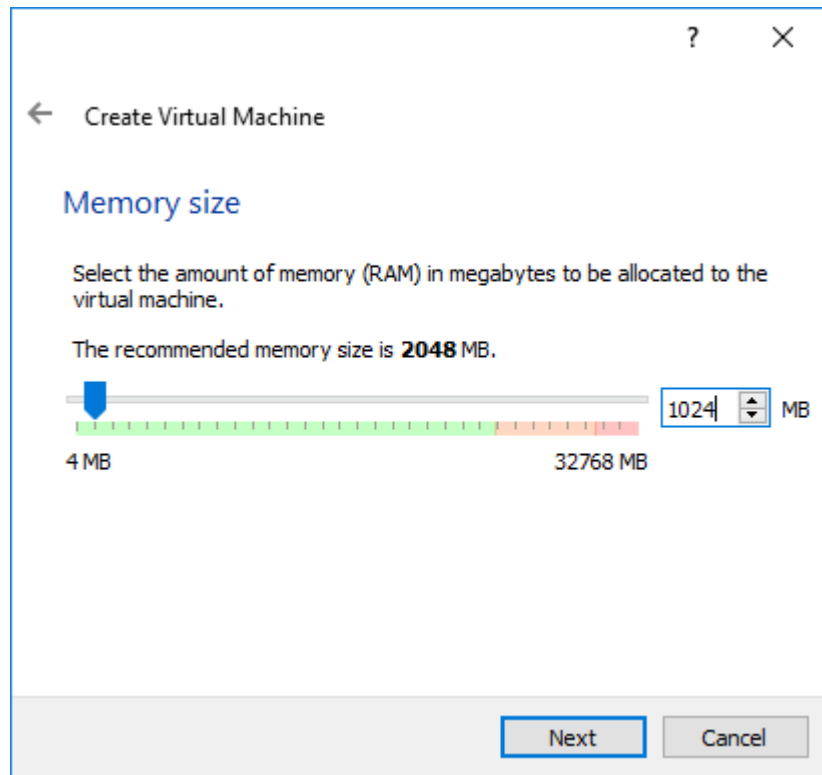 ?
Create Virtual Machine
Memory size
Select the amount of memory (RAM) in megabytes to be allocated to the
virtual machine.
The recommended memory size is 2048 MB.
1024 MB
4 MB 32768 MB
Next Cancel